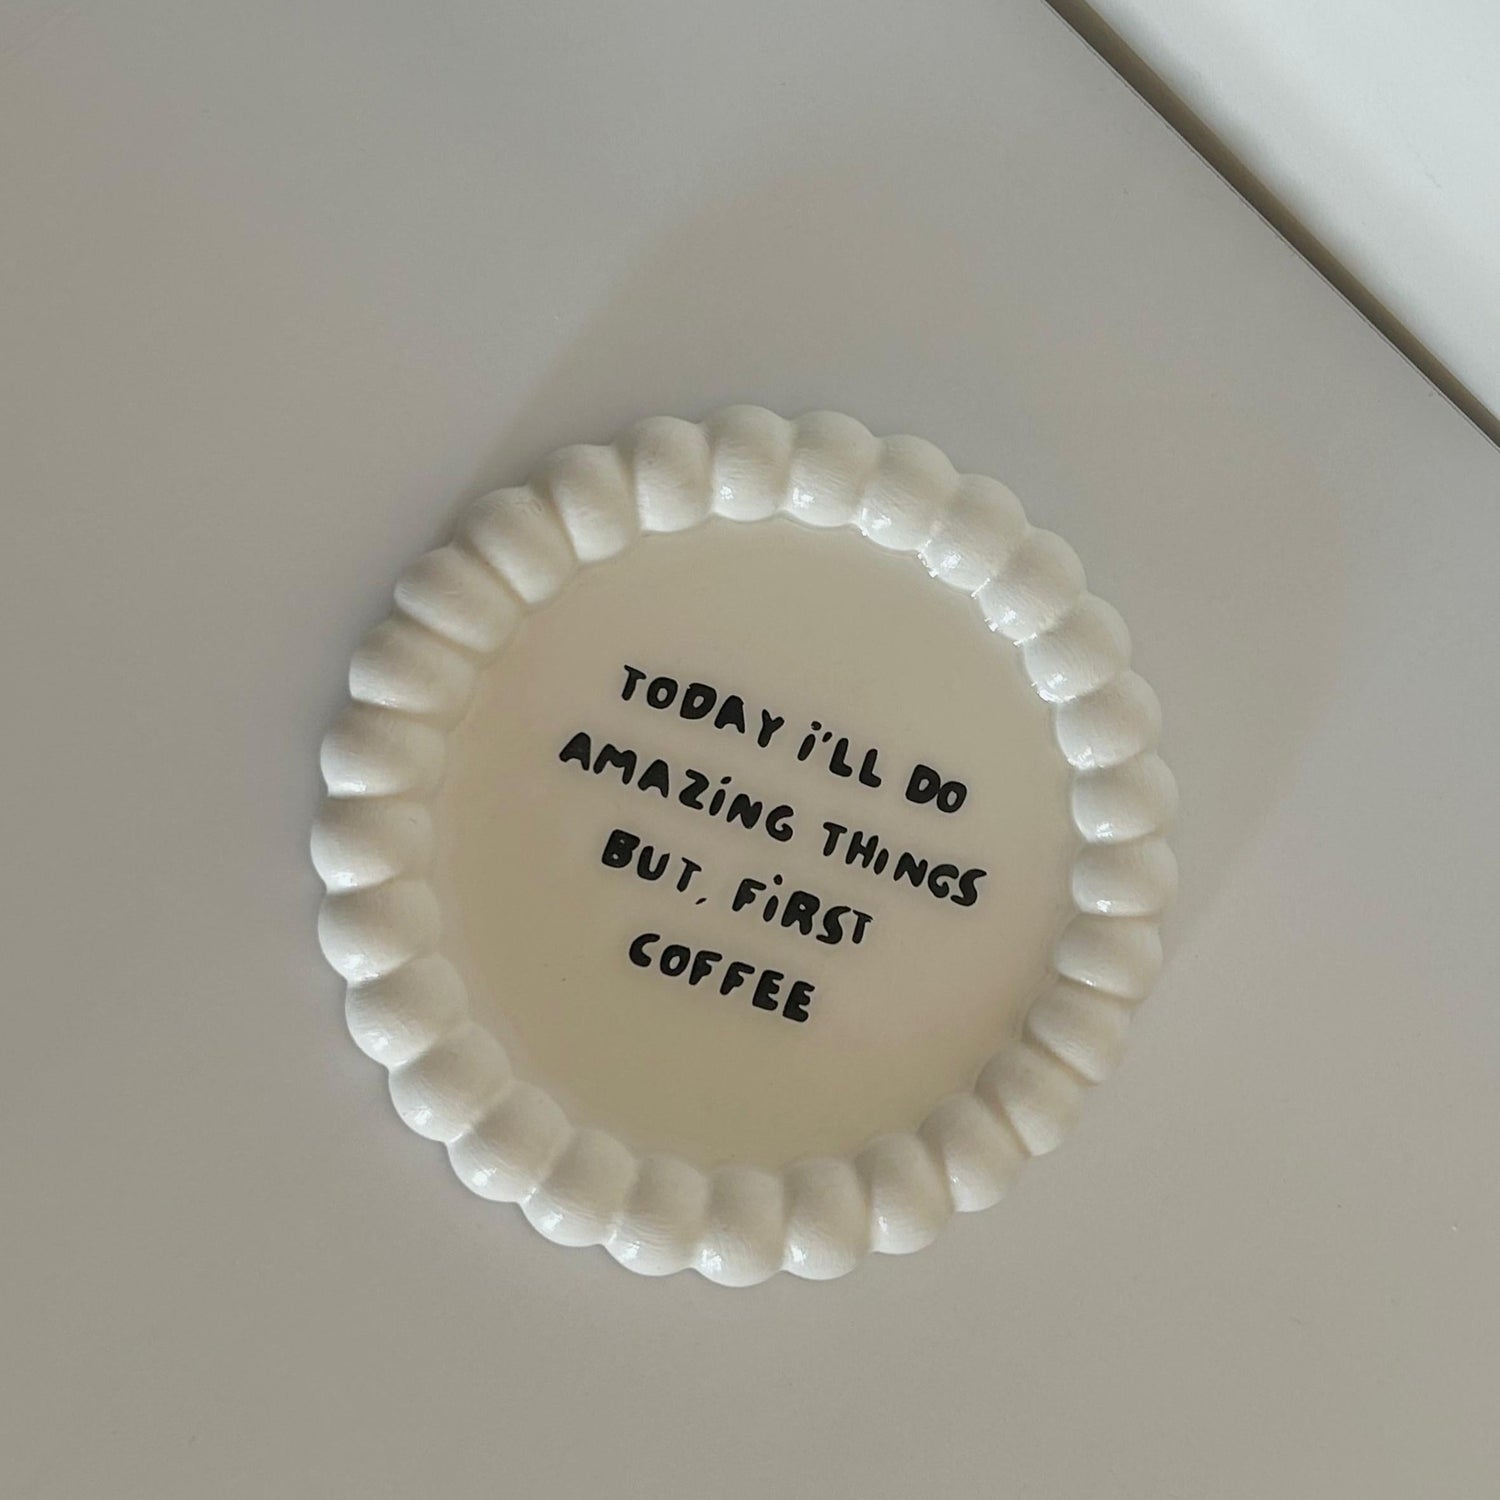 TODAY i'LL DO
AMAZiNG THiNGS
BUT, FiRST
COFFEE